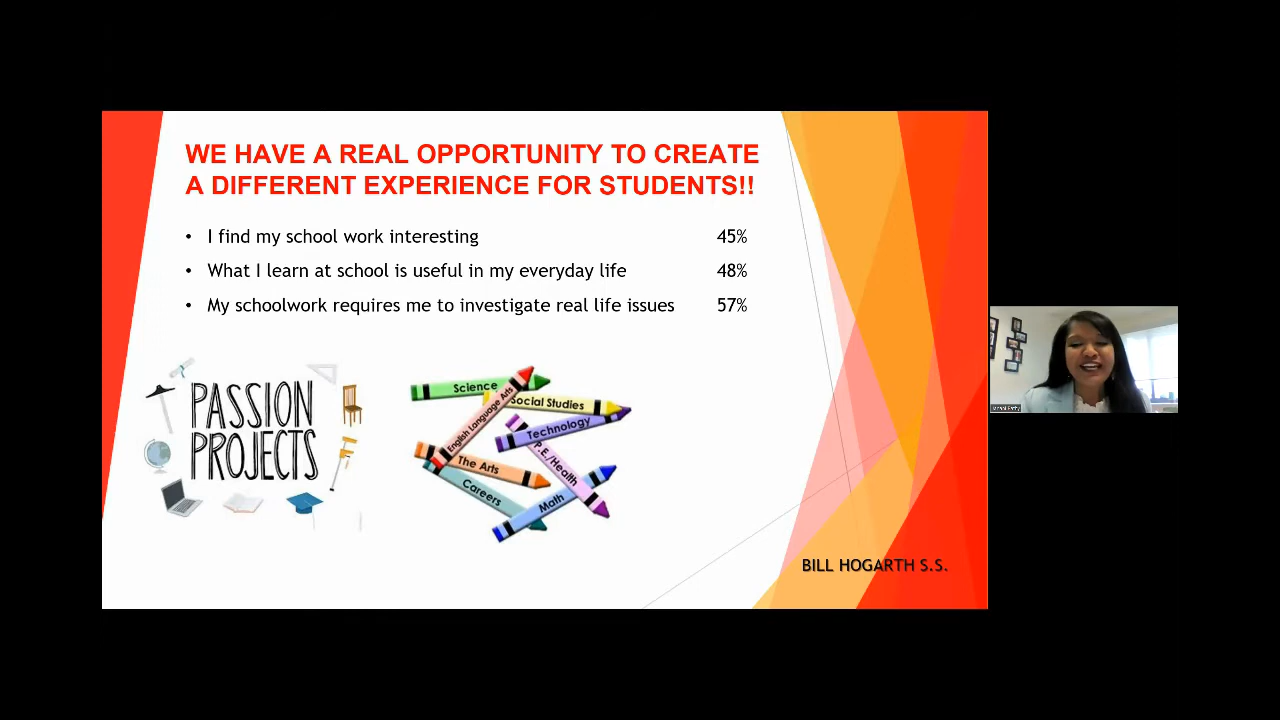 WE HAVE A REAL OPPORTUNITY TO CREATE
A DIFFERENT EXPERIENCE FOR STUDENTS!!
• I find my school work interesting 45%
• What I learn at school is useful in my everyday life 48%
• My schoolwork requires me to investigate real life issues 57%
PASSION
PROJECTS
Science
English Language Arts
Social Studies
Technology
P.E./Health
The Arts
Careers
Math
BILL HOGARTH S.S.